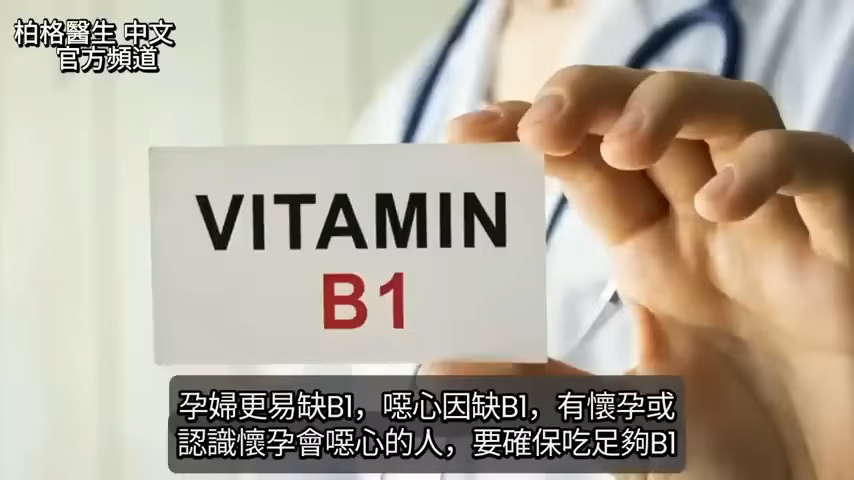 柏格醫生 中文
官方頻道
VITAMIN
B1
孕婦更易缺B1，噁心因缺B1，有懷孕或
認識懷孕會噁心的人，要確保吃足夠B1